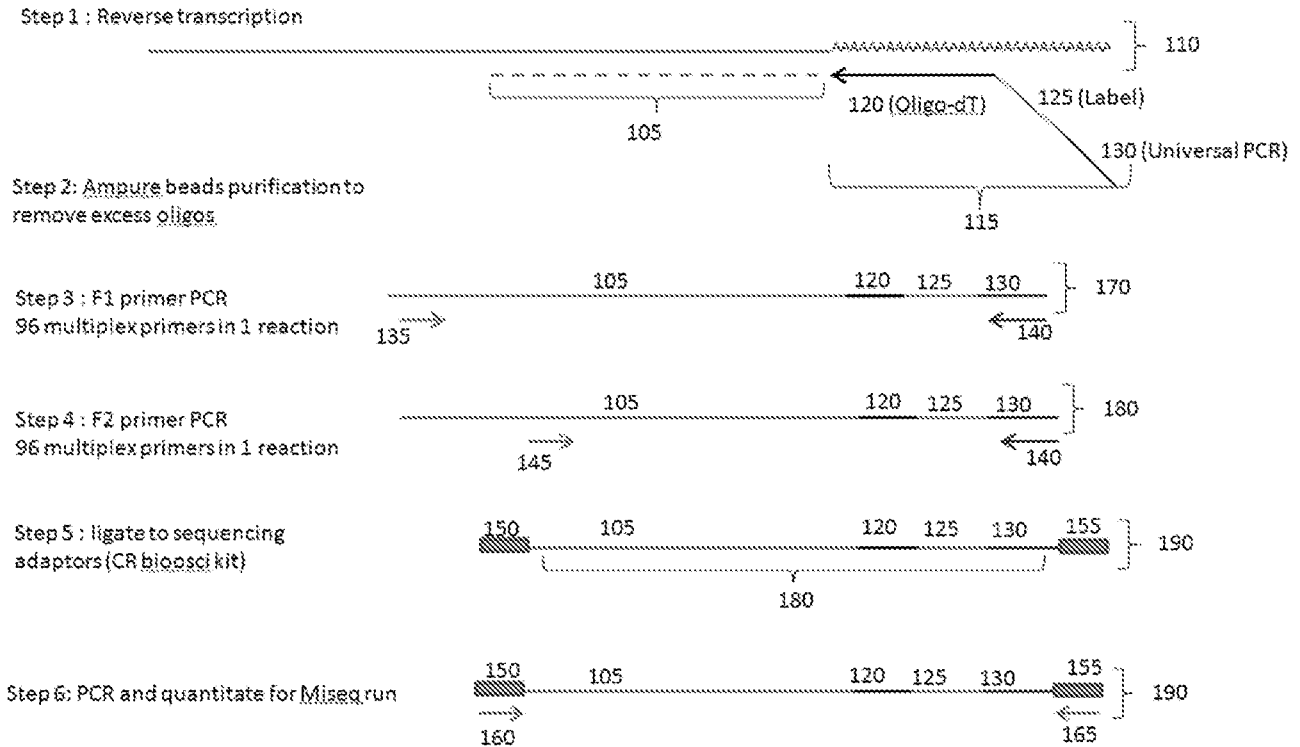 Step 1 : Reverse transcription
110
120 (Oligo-dT)
125 (Label)
105
130 (Universal PCR)
Step 2: Ampure beads purification to
remove excess oligos
115
105
120
125
130
170
Step 3 : F1 primer PCR
96 multiplex primers in 1 reaction
135
140
105
120
125
130
180
Step 4 : F2 primer PCR
96 multiplex primers in 1 reaction
145
140
Step 5 : ligate to sequencing
adaptors (CR bioosci kit)
150
105
120
125
130
155
190
180
Step 6: PCR and quantitate for Miseq run
150
105
120
125
130
155
190
160
165